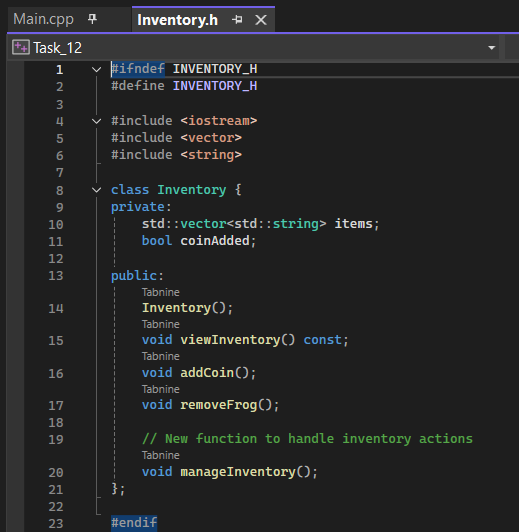 Main.cpp Inventory.h
Task_12
1 #ifndef INVENTORY_H
2 #define INVENTORY_H
3
4 #include <iostream>
5 #include <vector>
6 #include <string>
7
8 class Inventory {
9 private:
10 std::vector<std::string> items;
11 bool coinAdded;
12
13 public:
Tabnine
14 Inventory();
Tabnine
15 void viewInventory() const;
Tabnine
16 void addCoin();
Tabnine
17 void removeFrog();
18
19 // New function to handle inventory actions
Tabnine
20 void manageInventory();
21 };
22
23 #endif